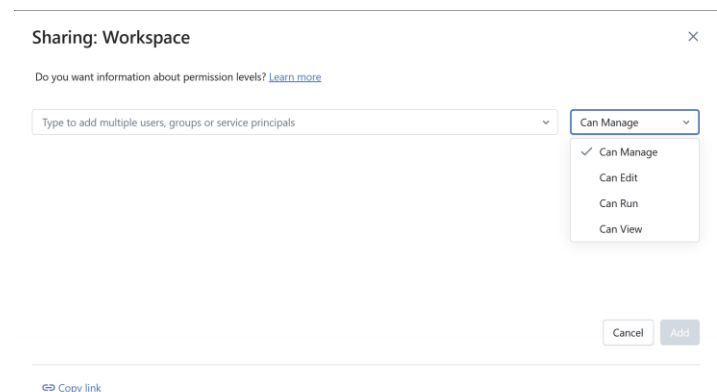 Sharing: Workspace
Do you want information about permission levels? Learn more
Type to add multiple users, groups or service principals
Can Manage
Can Manage
Can Edit
Can Run
Can View
Cancel
Add
Copy link